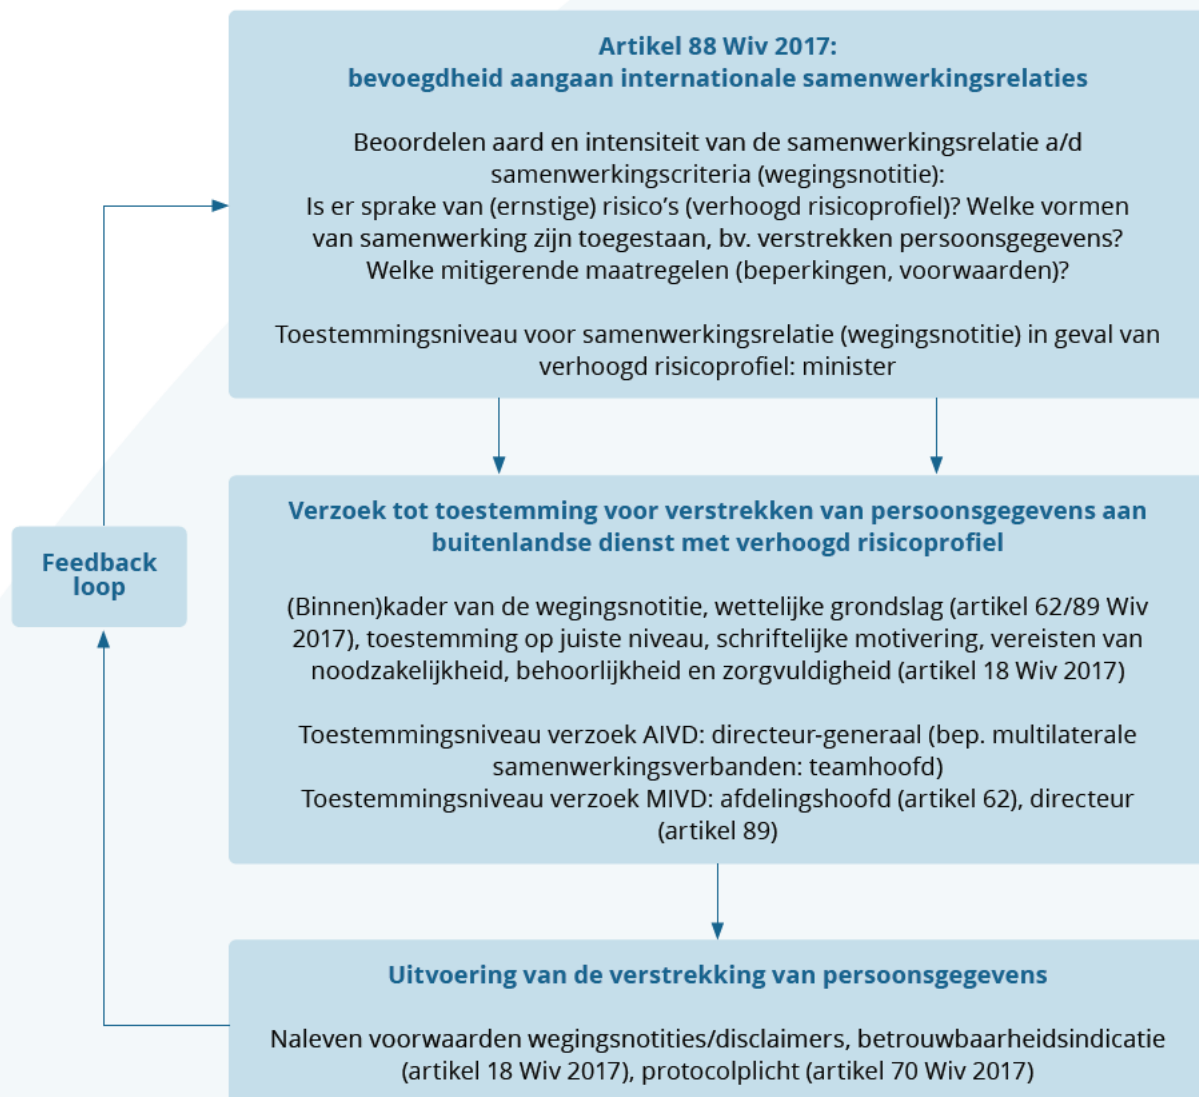 Artikel 88 Wiv 2017:
bevoegdheid aangaan internationale samenwerkingsrelaties
Beoordelen aard en intensiteit van de samenwerkingsrelatie a/d
samenwerkingscriteria (wegingsnotitie):
Is er sprake van (ernstige) risico's (verhoogd risicoprofiel)? Welke vormen
van samenwerking zijn toegestaan, bv. verstrekken persoonsgegevens?
Welke mitigerende maatregelen (beperkingen, voorwaarden)?
Toestemmingsniveau voor samenwerkingsrelatie (wegingsnotitie) in geval van
verhoogd risicoprofiel: minister
Verzoek tot toestemming voor verstrekken van persoonsgegevens aan
buitenlandse dienst met verhoogd risicoprofiel
(Binnen)kader van de wegingsnotitie, wettelijke grondslag (artikel 62/89 Wiv
2017), toestemming op juiste niveau, schriftelijke motivering, vereisten van
noodzakelijkheid, behoorlijkheid en zorgvuldigheid (artikel 18 Wiv 2017)
Toestemmingsniveau verzoek AIVD: directeur-generaal (bep. multilaterale
samenwerkingsverbanden: teamhoofd)
Toestemmingsniveau verzoek MIVD: afdelingshoofd (artikel 62), directeur
(artikel 89)
Feedback
loop
Uitvoering van de verstrekking van persoonsgegevens
Naleven voorwaarden wegingsnotities/disclaimers, betrouwbaarheidsindicatie
(artikel 18 Wiv 2017), protocolplicht (artikel 70 Wiv 2017)